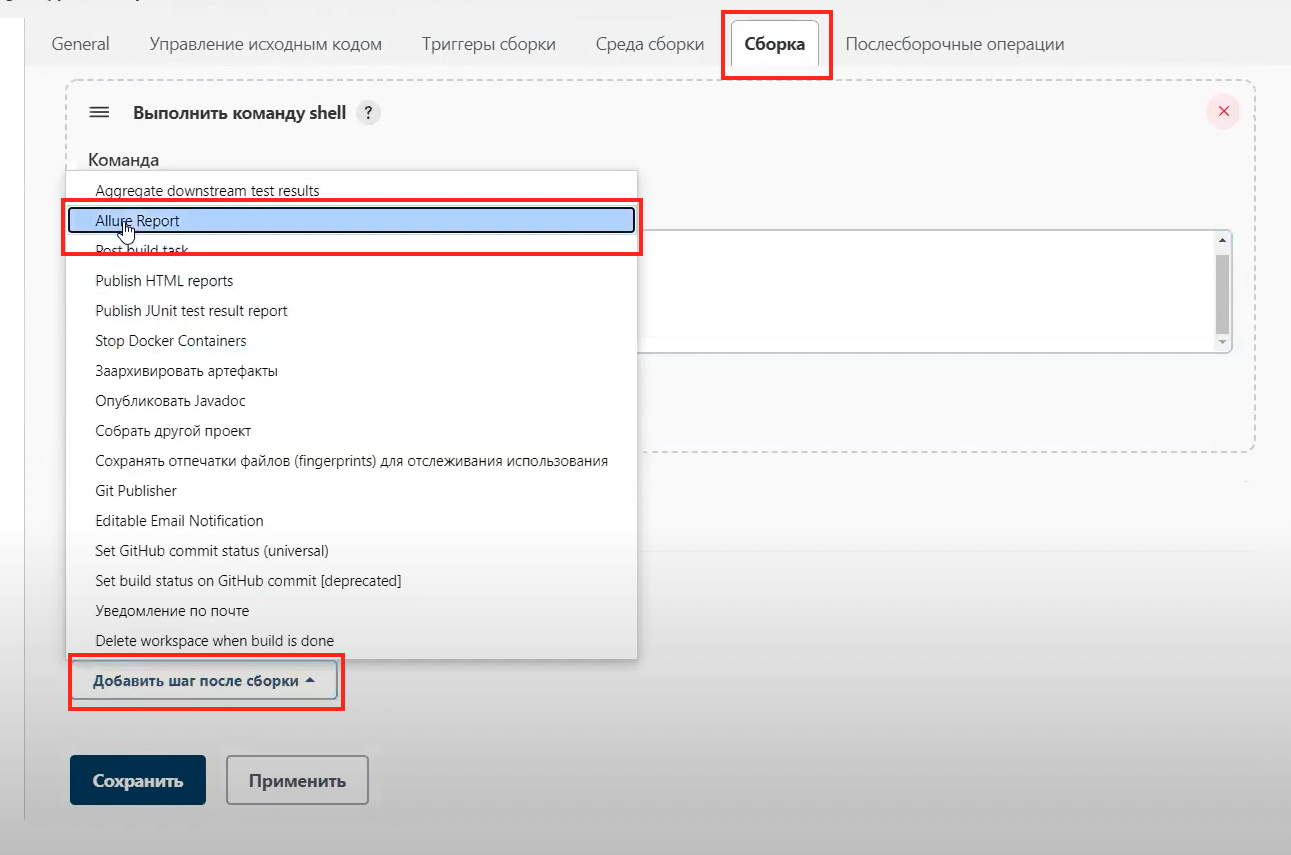 General Управление исходным кодом Триггеры сборки Среда сборки Сборка Послесборочные операции
Выполнить команду shell ?
Команда
Aggregate downstream test results
Allure Report
Post build task
Publish HTML reports
Publish JUnit test result report
Stop Docker Containers
Заархивировать артефакты
Опубликовать Javadoc
Собрать другой проект
Сохранять отпечатки файлов (fingerprints) для отслеживания использования
Git Publisher
Editable Email Notification
Set GitHub commit status (universal)
Set build status on GitHub commit [deprecated]
Уведомление по почте
Delete workspace when build is done
Добавить шаг после сборки
Сохранить Применить